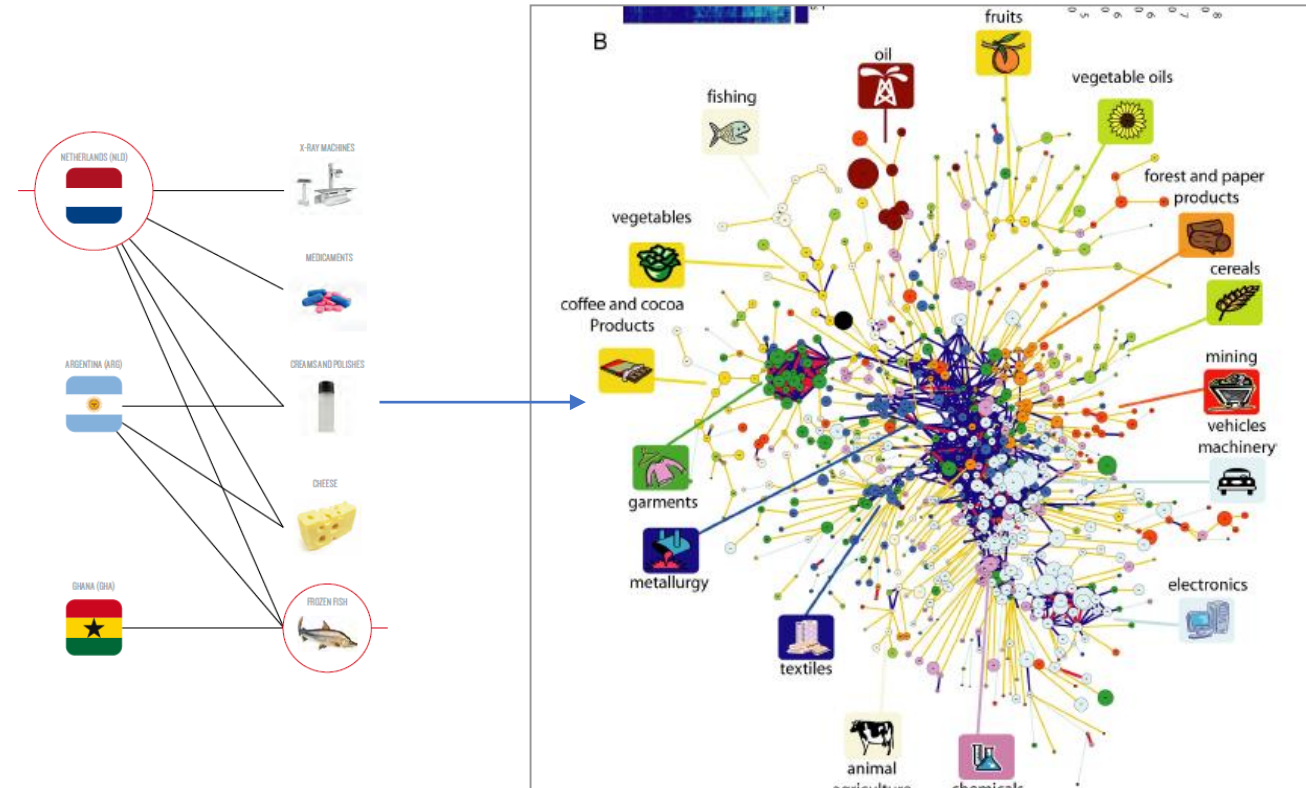 NETHERLANDS (NLD)
X-RAY MACHINES
MEDICAMENTS
ARGENTINA (ARG)
CREAMS AND POLISHES
CHEESE
GHANA (GHA)
FROZEN FISH
B
fruits
oil
vegetable oils
fishing
forest and paper
products
vegetables
cereals
coffee and cocoa
Products
mining
vehicles
machinery
garments
metallurgy
electronics
textiles
animal
agriculture
chemicals